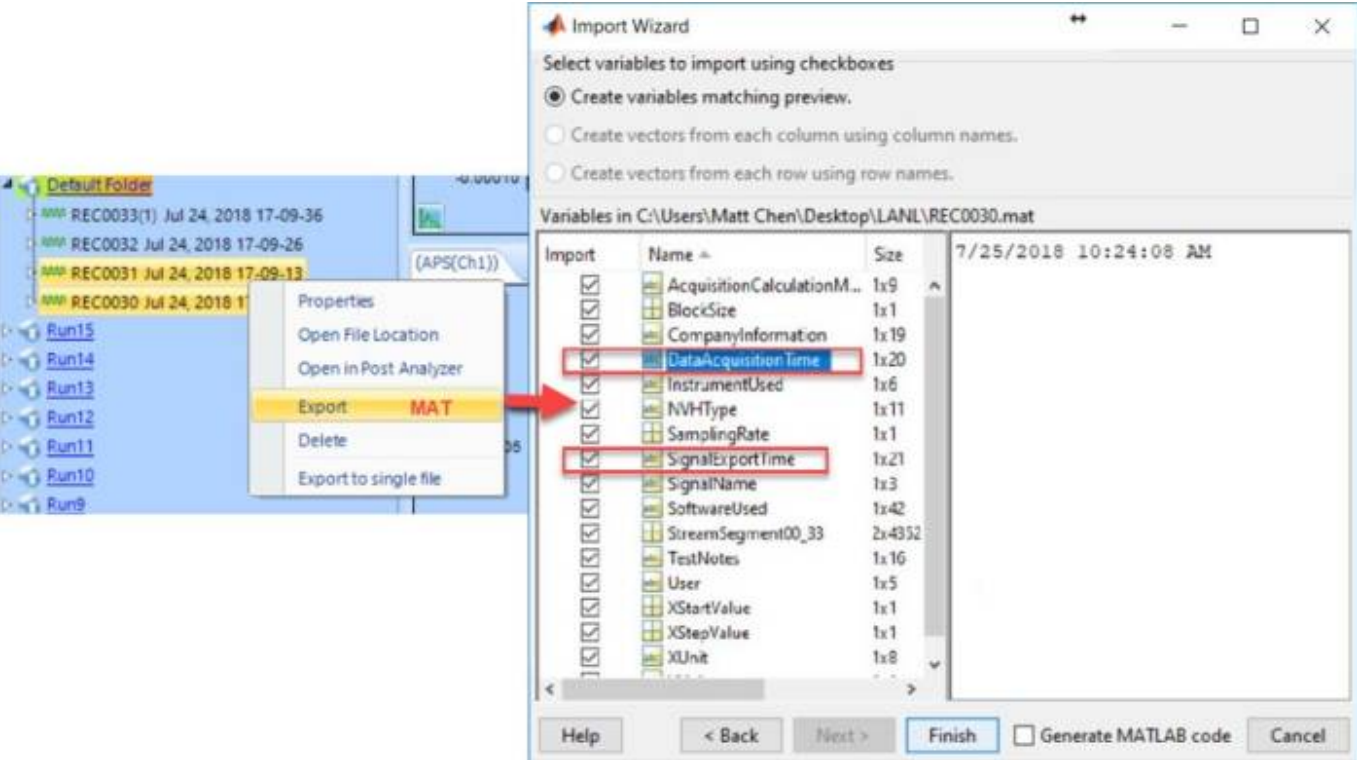 Default Folder
REC0033(1) Jul 24, 2018 17-09-36
REC0032 Jul 24, 2018 17-09-26
REC0031 Jul 24, 2018 17-09-13
REC0030 Jul 24, 2018 1
Run15
Run14
Run13
Run12
Run11
Run10
Run9
-0.00010
(APS(Ch1))
Properties
Open File Location
Open in Post Analyzer
Export MAT
Delete
Export to single file
Import Wizard
Select variables to import using checkboxes
Create variables matching preview.
Create vectors from each column using column names.
Create vectors from each row using row names.
Variables in C:\Users\Matt Chen\Desktop\LANL\REC0030.mat
Import Name Size
AcquisitionCalculationM... 1x9
BlockSize 1x1
CompanyInformation 1x19
DataAcquisitionTime 1x20
InstrumentUsed 1x6
NVHType 1x11
SamplingRate 1x1
SignalExportTime 1x21
SignalName 1x3
SoftwareUsed 1x42
StreamSegment00_33 2x4352
TestNotes 1x16
User 1x5
XStartValue 1x1
XStepValue 1x1
XUnit 1x8
7/25/2018 10:24:08 AM
Help < Back Next > Finish Generate MATLAB code Cancel